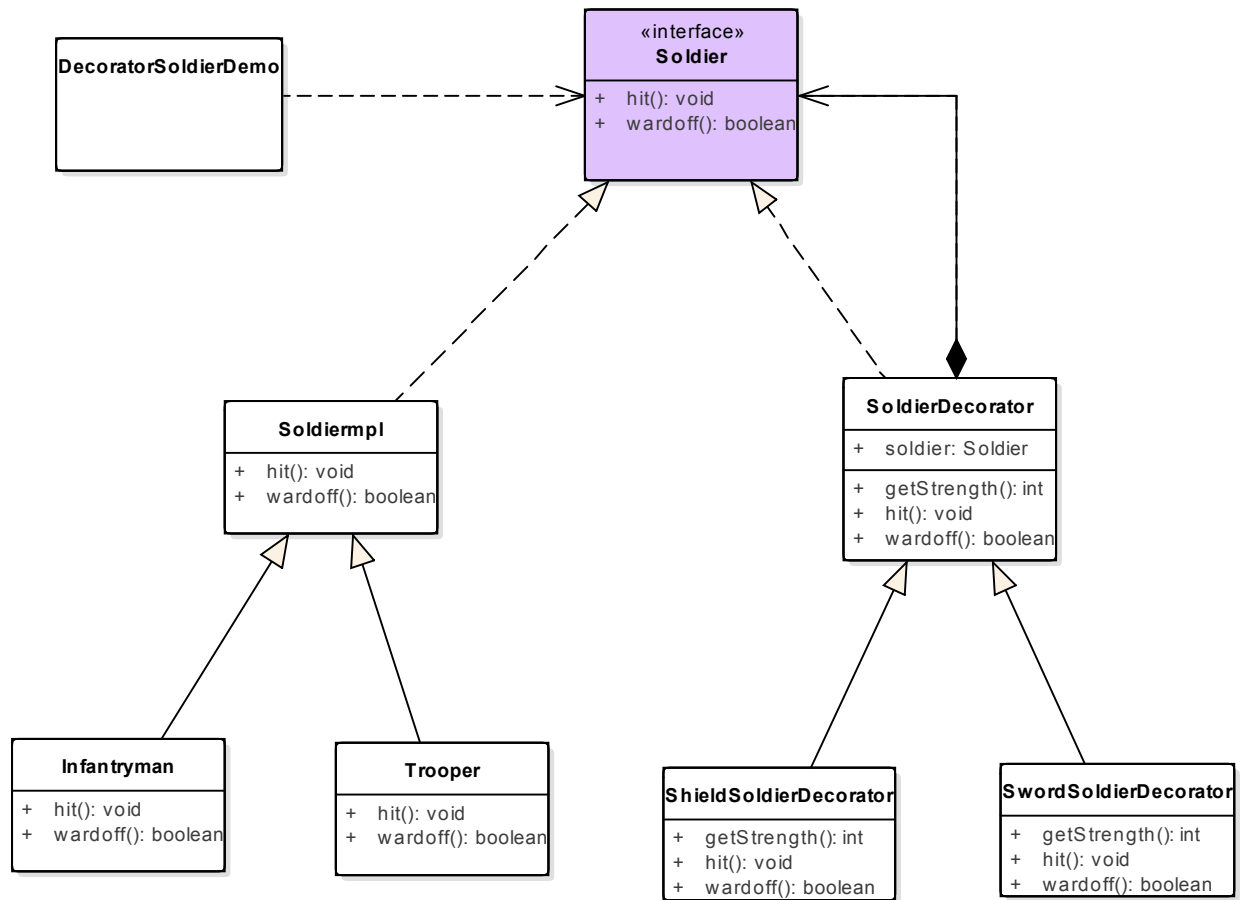 «interface»
Soldier
+ hit(): void
+ wardoff(): boolean
DecoratorSoldierDemo
Soldiermpl
+ hit(): void
+ wardoff(): boolean
SoldierDecorator
+ soldier: Soldier
+ getStrength(): int
+ hit(): void
+ wardoff(): boolean
Infantryman
+ hit(): void
+ wardoff(): boolean
Trooper
+ hit(): void
+ wardoff(): boolean
ShieldSoldierDecorator
+ getStrength(): int
+ hit(): void
+ wardoff(): boolean
SwordSoldierDecorator
+ getStrength(): int
+ hit(): void
+ wardoff(): boolean